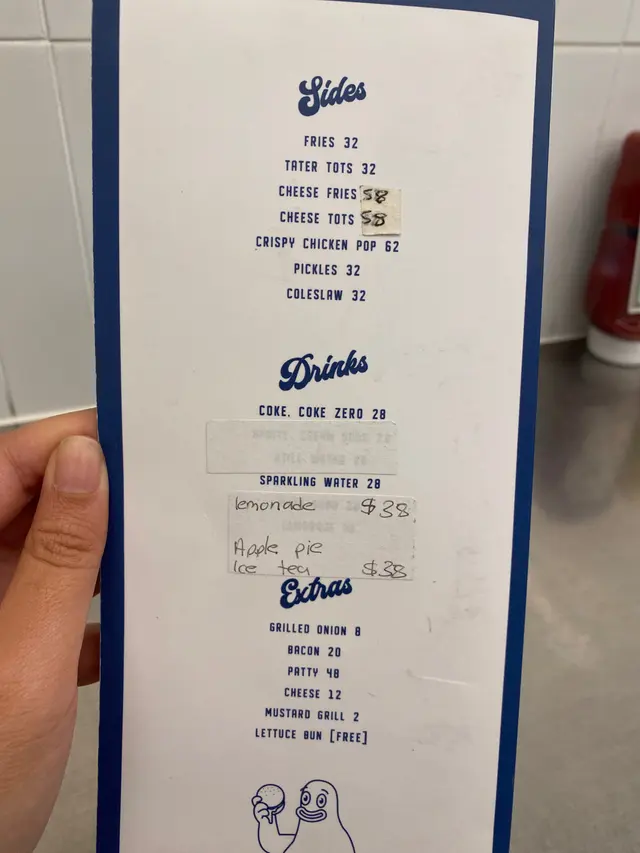 Sides
FRIES 32
TATER TOTS 32
CHEESE FRIES 58
CHEESE TOTS 58
CRISPY CHICKEN POP 62
PICKLES 32
COLESLAW 32
Drinks
COKE, COKE ZERO 28
SPARKLING WATER 28
lemonade $38
Apple pie
Ice tea $38
Extras
GRILLED ONION 8
BACON 20
PATTY 48
CHEESE 12
MUSTARD GRILL 2
LETTUCE BUN [FREE]